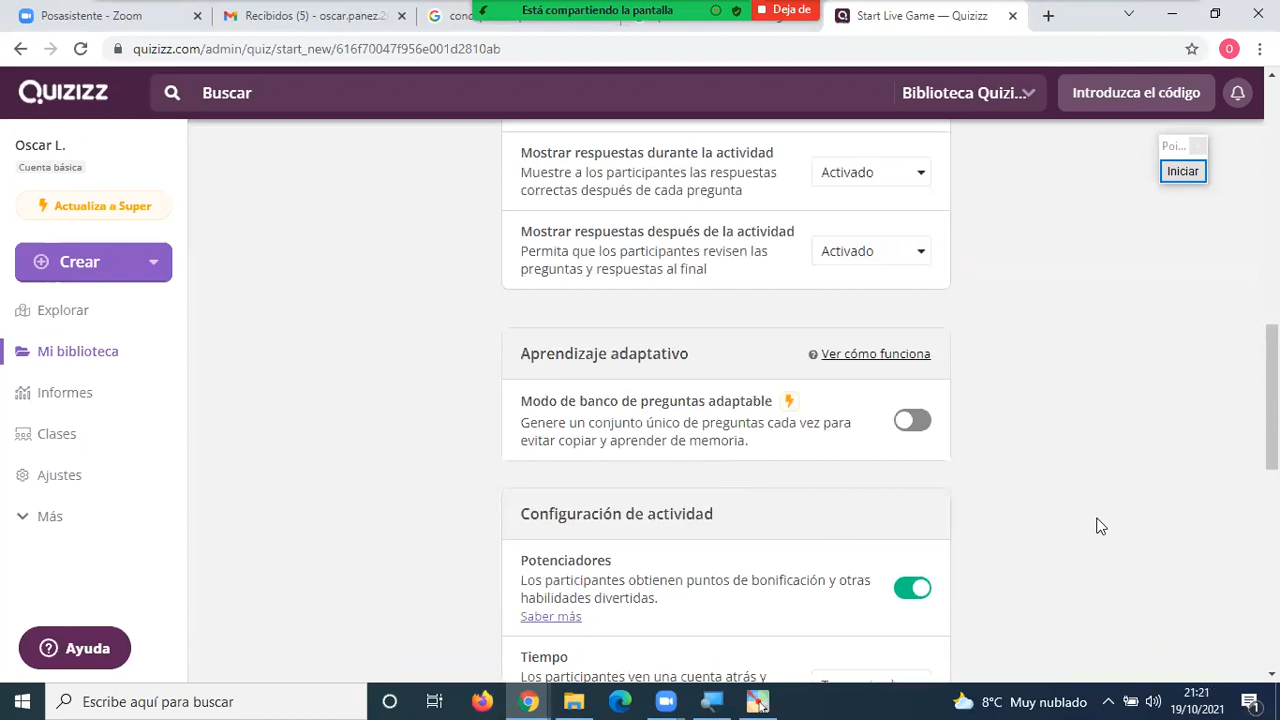 Posasistente - Zoom
Recibidos (5) - oscar.panez.2
Está compartiendo la pantalla
Deja de
Start Live Game — Quizizz
quizizz.com/admin/quiz/start_new/616f70047f956e001d2810ab
O
Quizizz
Buscar
Biblioteca Quizi...
Introduzca el código
Oscar L.
Cuenta básica
Actualiza a Super
Crear
Explorar
Mi biblioteca
Informes
Clases
Ajustes
Más
Ayuda
Mostrar respuestas durante la actividad
Muestre a los participantes las respuestas
correctas después de cada pregunta
Activado
Mostrar respuestas después de la actividad
Permita que los participantes revisen las
preguntas y respuestas al final
Activado
Aprendizaje adaptativo
Ver cómo funciona
Modo de banco de preguntas adaptable
Genere un conjunto único de preguntas cada vez para
evitar copiar y aprender de memoria.
Configuración de actividad
Potenciadores
Los participantes obtienen puntos de bonificación y otras
habilidades divertidas.
Saber más
Tiempo
Los participantes ven una cuenta atrás y
Poi...
Iniciar
Escribe aquí para buscar
8°C Muy nublado
21:21
19/10/2021
1